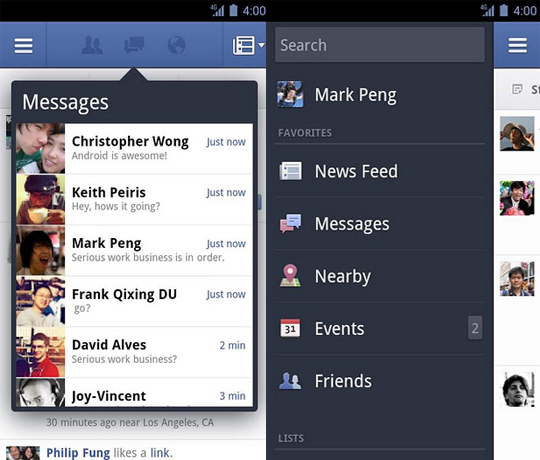 4G 4:00
Messages
Christopher Wong Just now
Android is awesome!
Keith Peiris Just now
Hey, hows it going?
Mark Peng Just now
Serious work business is in order.
Frank Qixing DU Just now
go?
David Alves 2 min
Serious work business?
Joy-Vincent 3 min
30 minutes ago near Los Angeles, CA
Philip Fung likes a link.
4G 4:00
Search
Mark Peng
FAVORITES
News Feed
Messages
Nearby
31 Events 2
Friends
LISTS